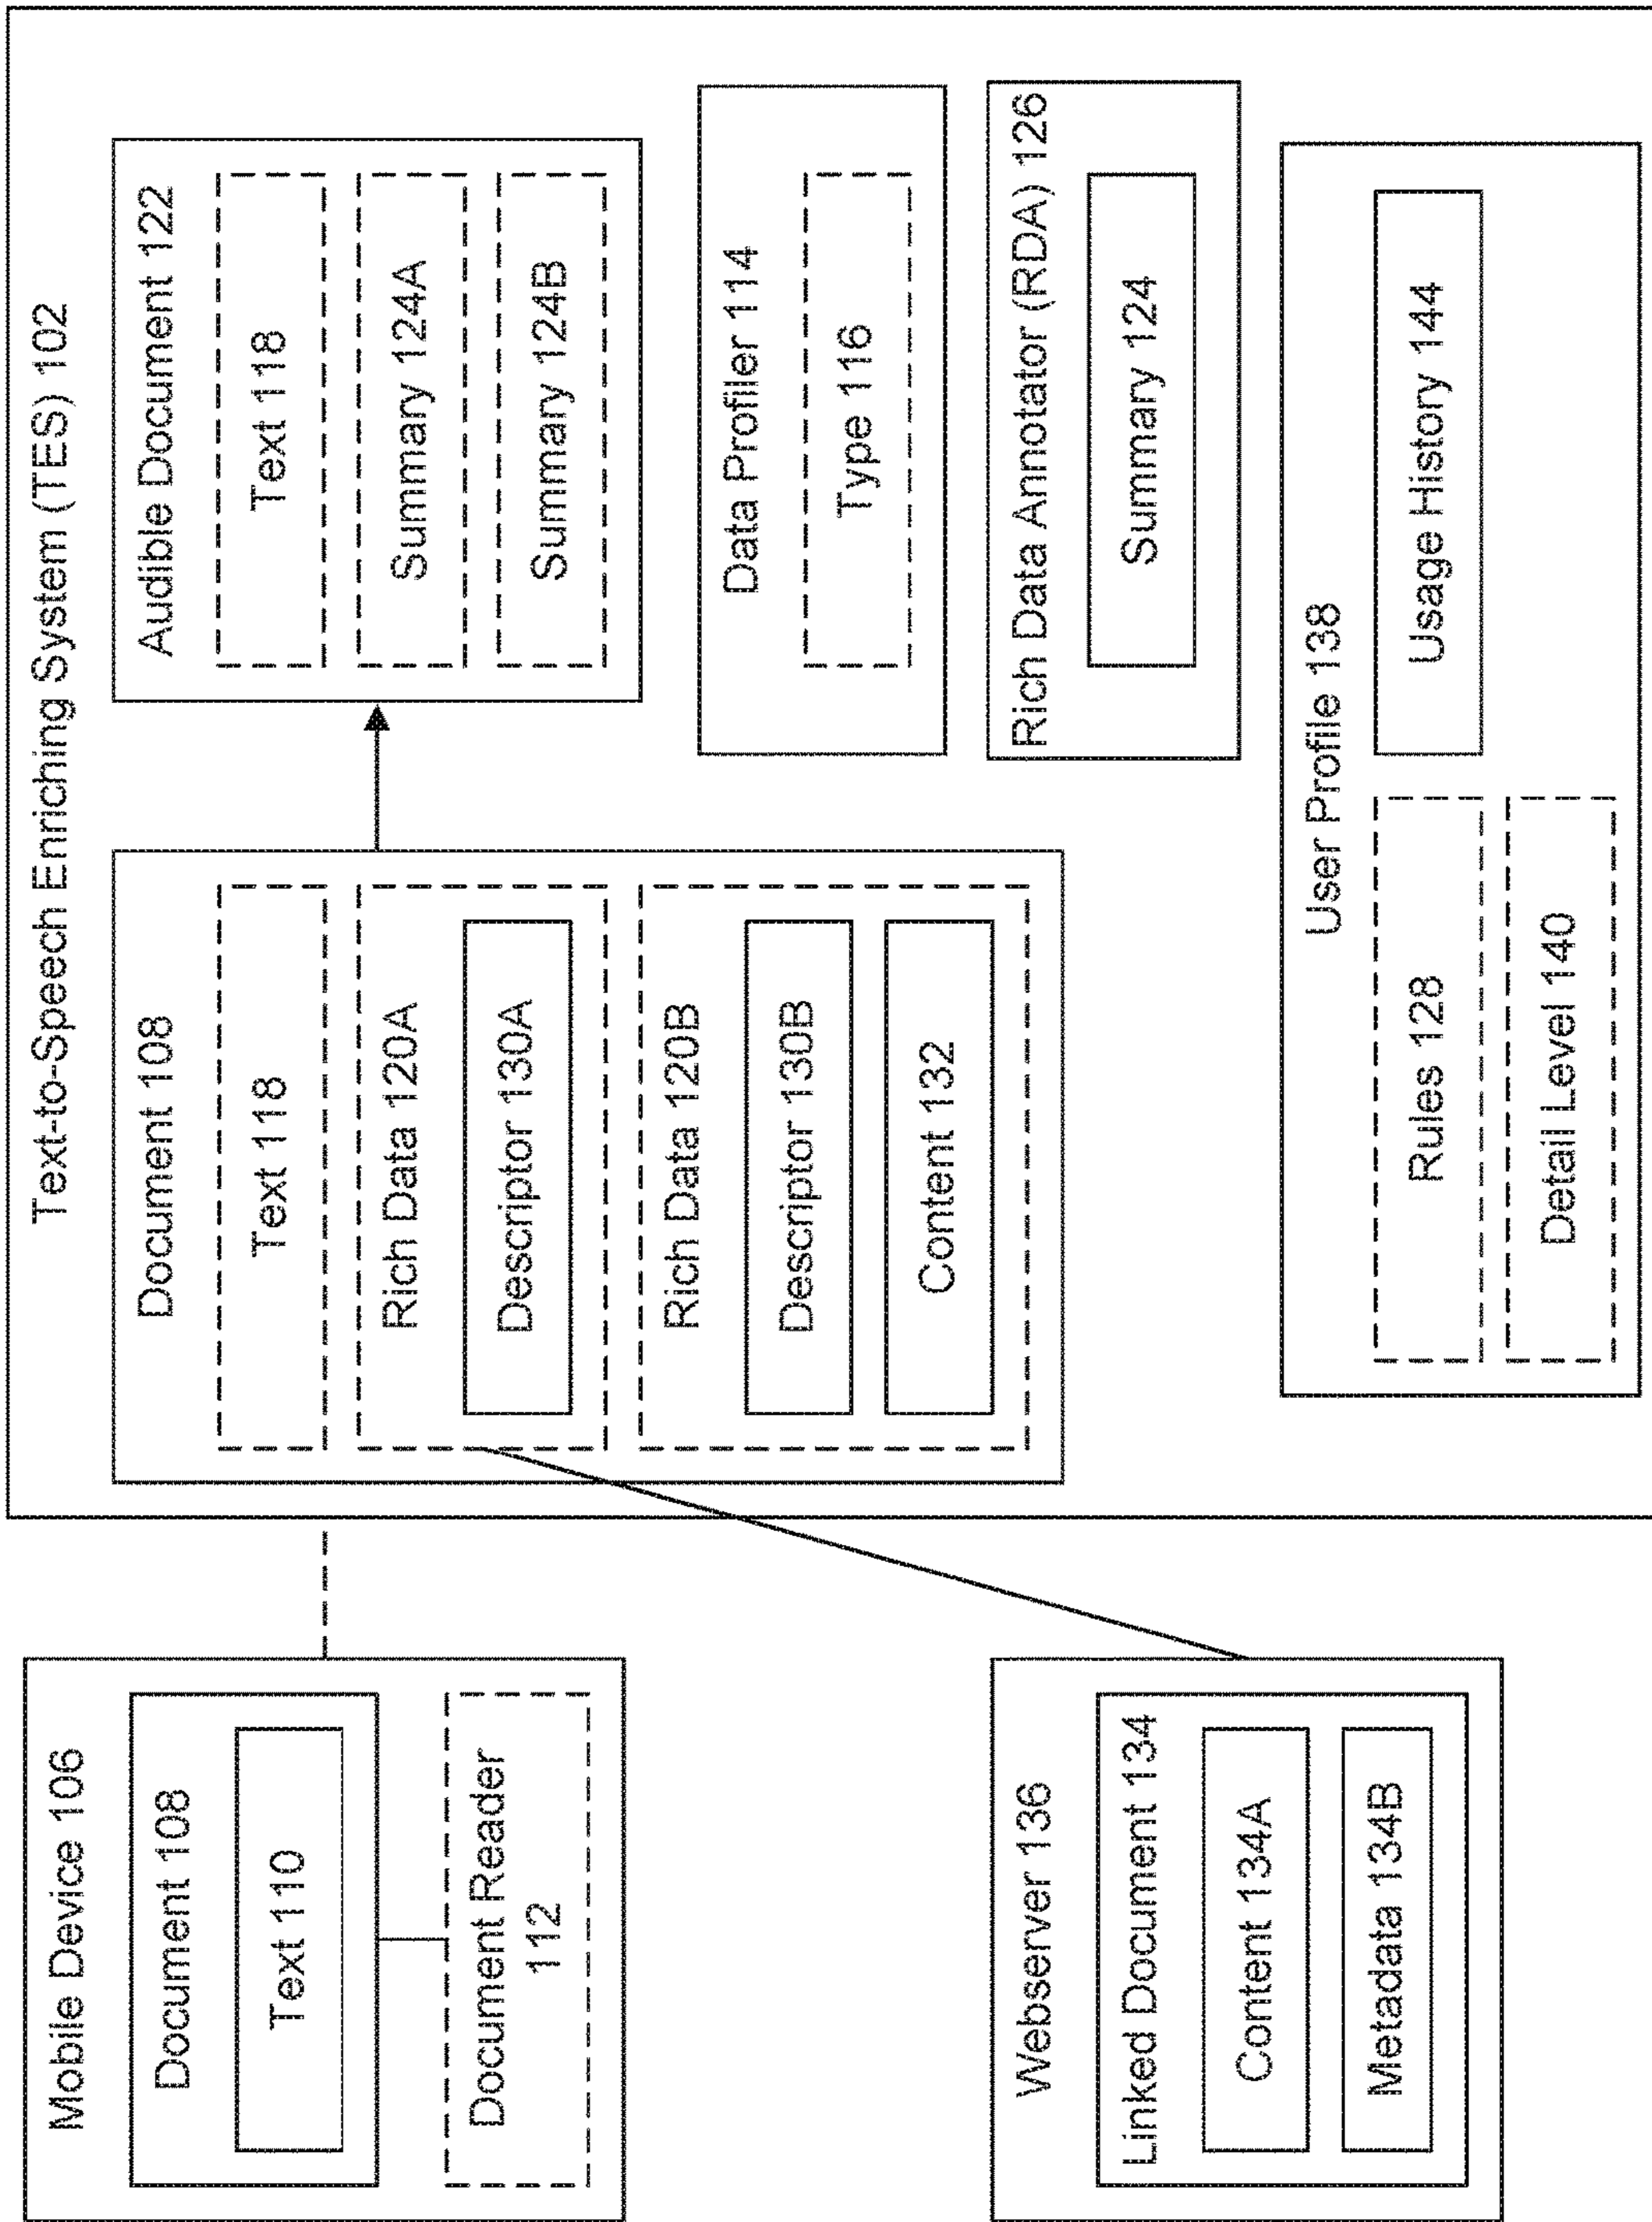 Mobile Device 106
Document 108
Text 110
Document Reader
112
Webserver 136
Linked Document 134
Content 134A
Metadata 134B
Text-to-Speech Enriching System (TES) 102
Document 108
Text 118
Rich Data 120A
Descriptor 130A
Rich Data 120B
Descriptor 130B
Content 132
Audible Document 122
Text 118
Summary 124A
Summary 124B
Data Profiler 114
Type 116
Rich Data Annotator (RDA) 126
Summary 124
User Profile 138
Rules 128
Detail Level 140
Usage History 144